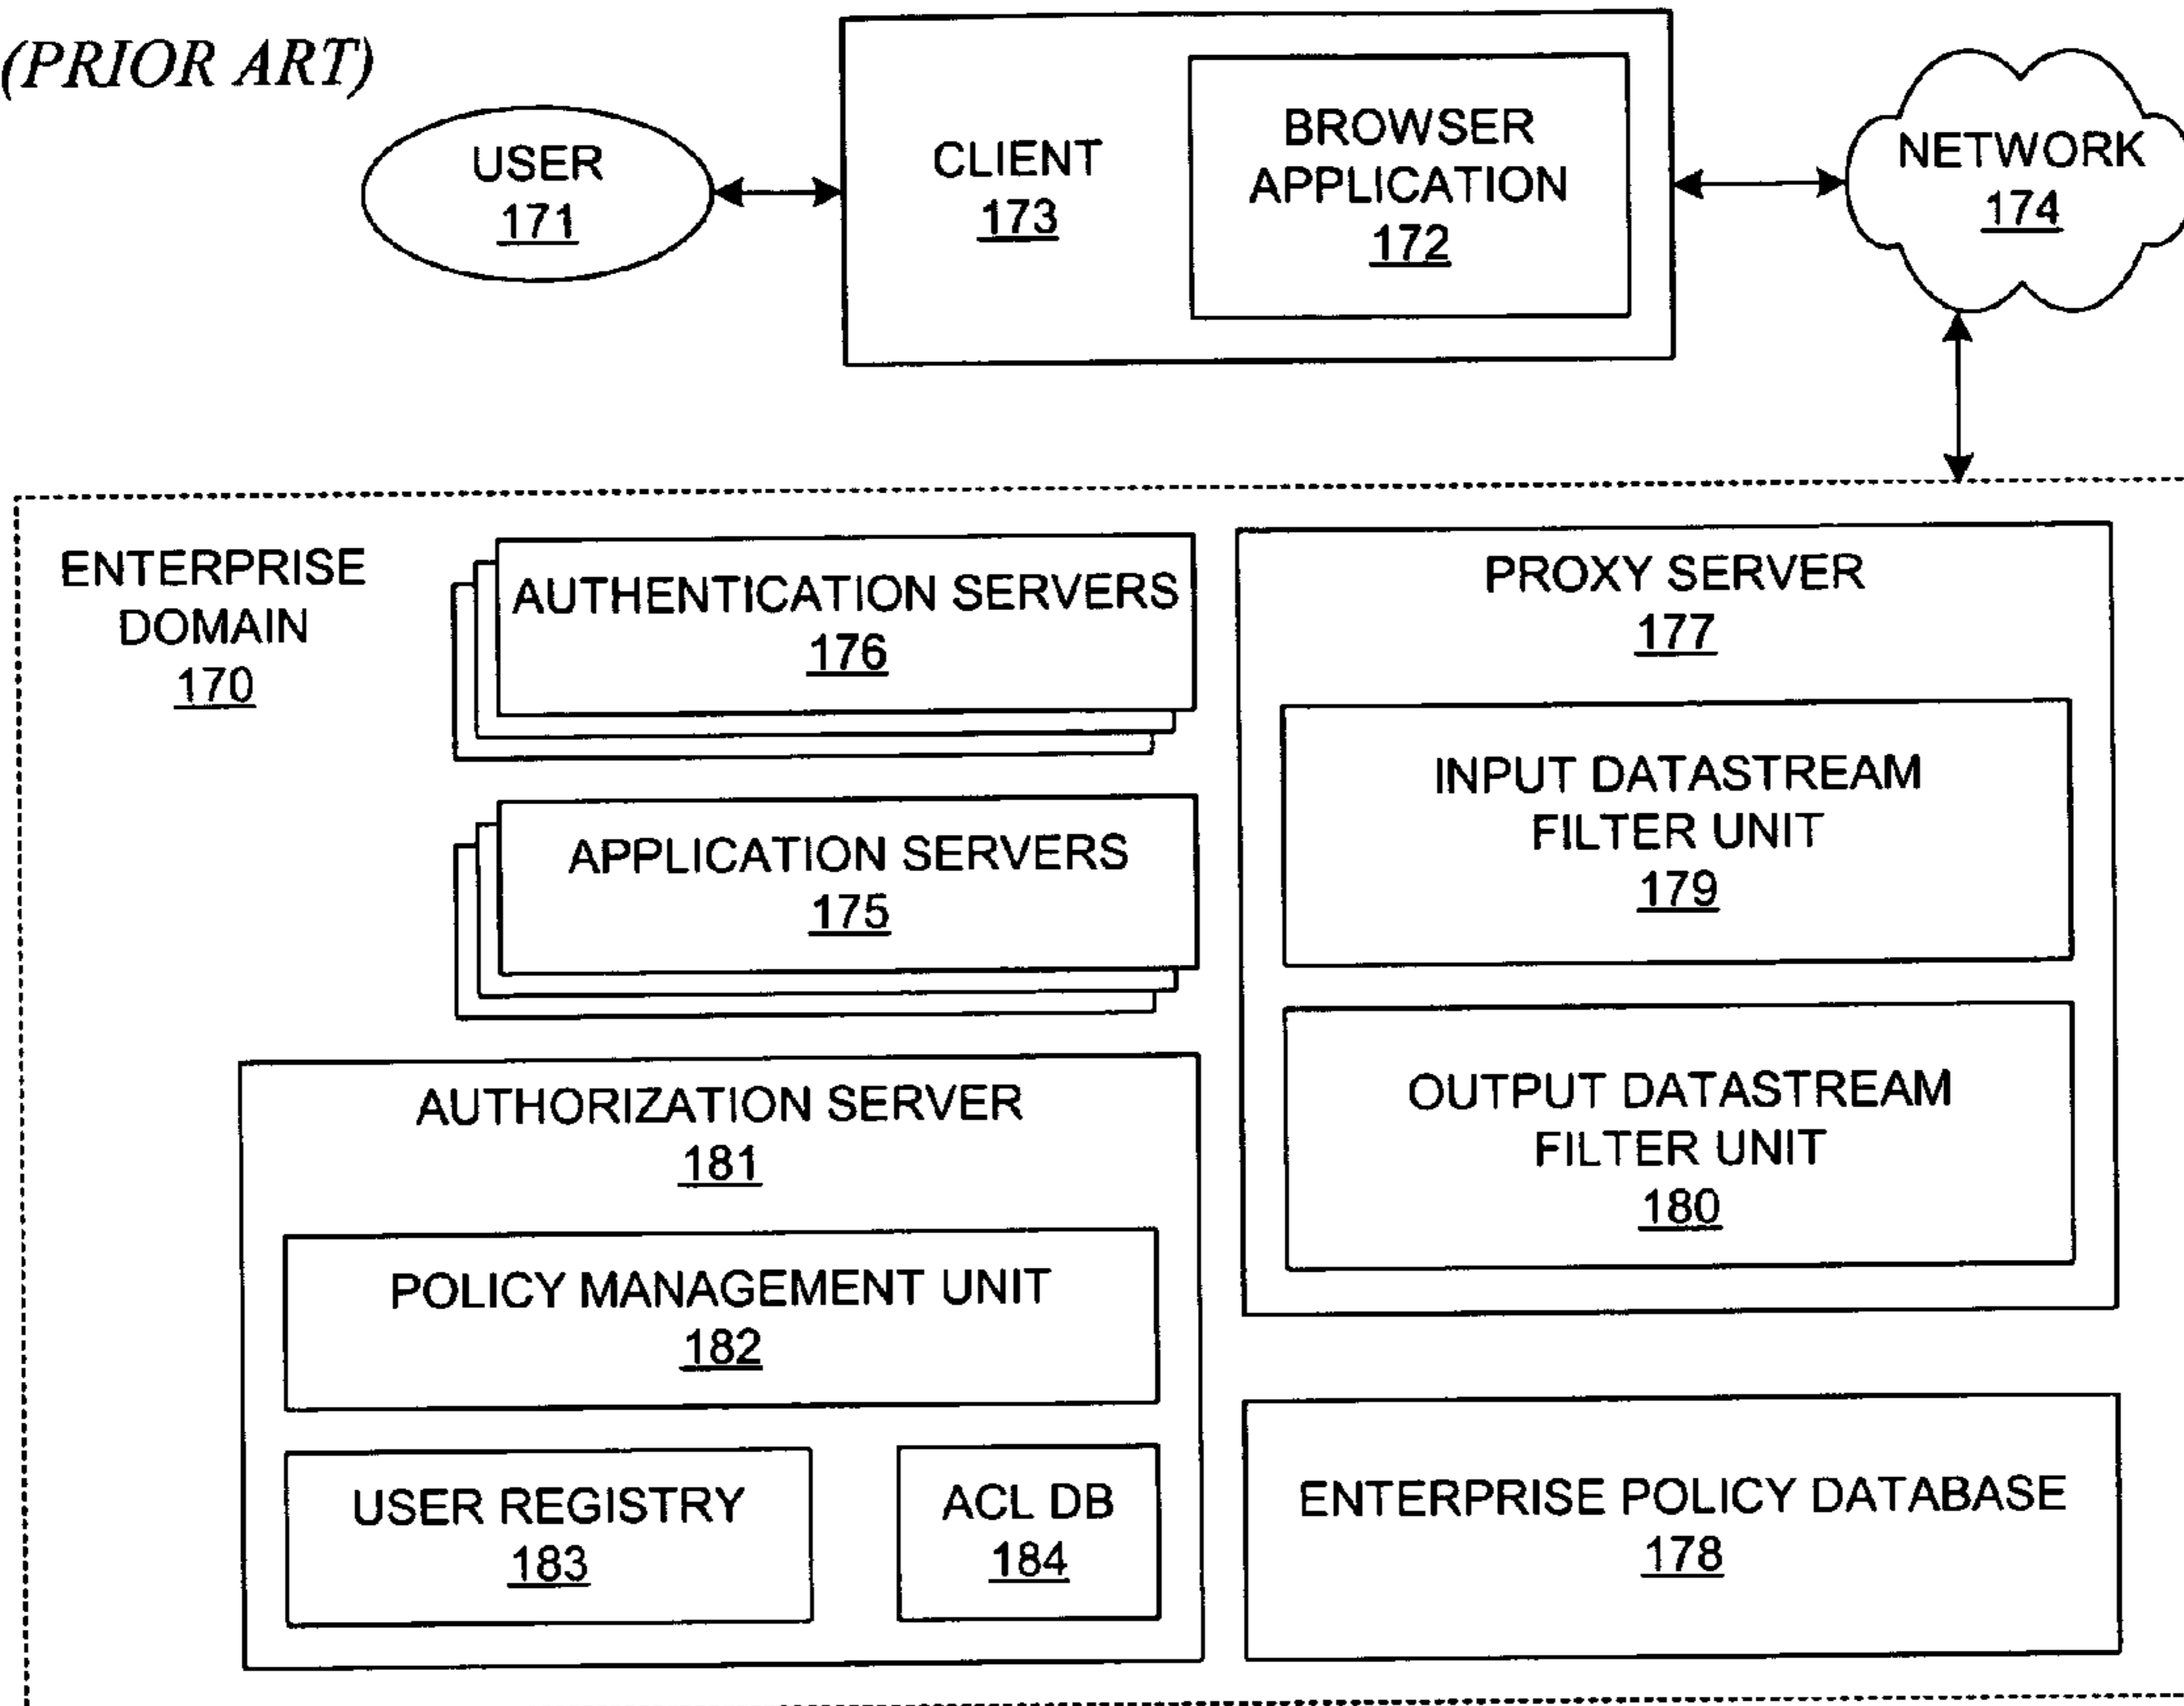 (PRIOR ART)
USER
171
CLIENT
173
BROWSER
APPLICATION
172
NETWORK
174
ENTERPRISE
DOMAIN
170
AUTHENTICATION SERVERS
176
APPLICATION SERVERS
175
AUTHORIZATION SERVER
181
POLICY MANAGEMENT UNIT
182
USER REGISTRY
183
ACL DB
184
PROXY SERVER
177
INPUT DATASTREAM
FILTER UNIT
179
OUTPUT DATASTREAM
FILTER UNIT
180
ENTERPRISE POLICY DATABASE
178